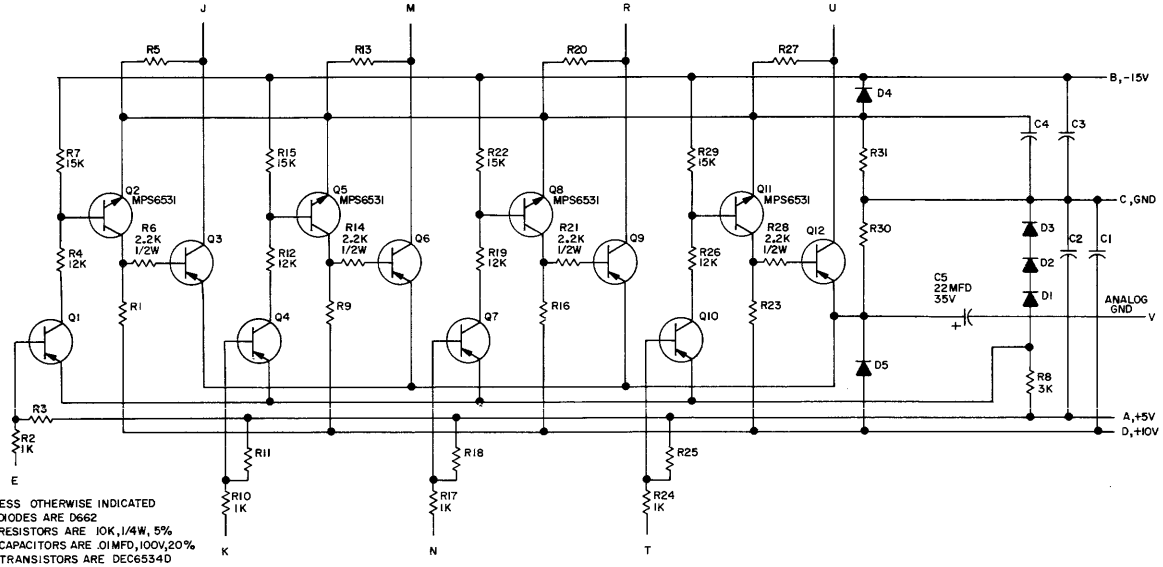 J
M
R
U
R5
R13
R20
R27
B,-15V
D4
C4
C3
R7
15K
R15
15K
R22
15K
R29
15K
R31
Q2
MPS6531
Q5
MPS6531
Q8
MPS6531
Q11
MPS6531
C,GND
R6
2.2K
1/2W
Q3
R14
2.2K
1/2W
Q6
R21
2.2K
1/2W
Q9
R28
2.2K
1/2W
Q12
R30
D3
C2
C1
R4
12K
R12
12K
R19
12K
R26
12K
D2
C5
22MFD
35V
+
D1
ANALOG
GND
V
R1
R9
R16
R23
Q1
Q4
Q7
Q10
D5
R8
3K
R3
A,+5V
D,+10V
R2
1K
E
R11
R18
R25
R10
1K
R17
1K
R24
1K
K
N
T
ESS OTHERWISE INDICATED
DIODES ARE D662
RESISTORS ARE 10K,1/4W,5%
CAPACITORS ARE .01MFD,100V,20%
TRANSISTORS ARE DEC6534D